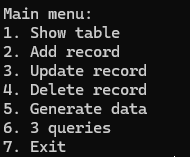 Main menu:
1. Show table
2. Add record
3. Update record
4. Delete record
5. Generate data
6. 3 queries
7. Exit